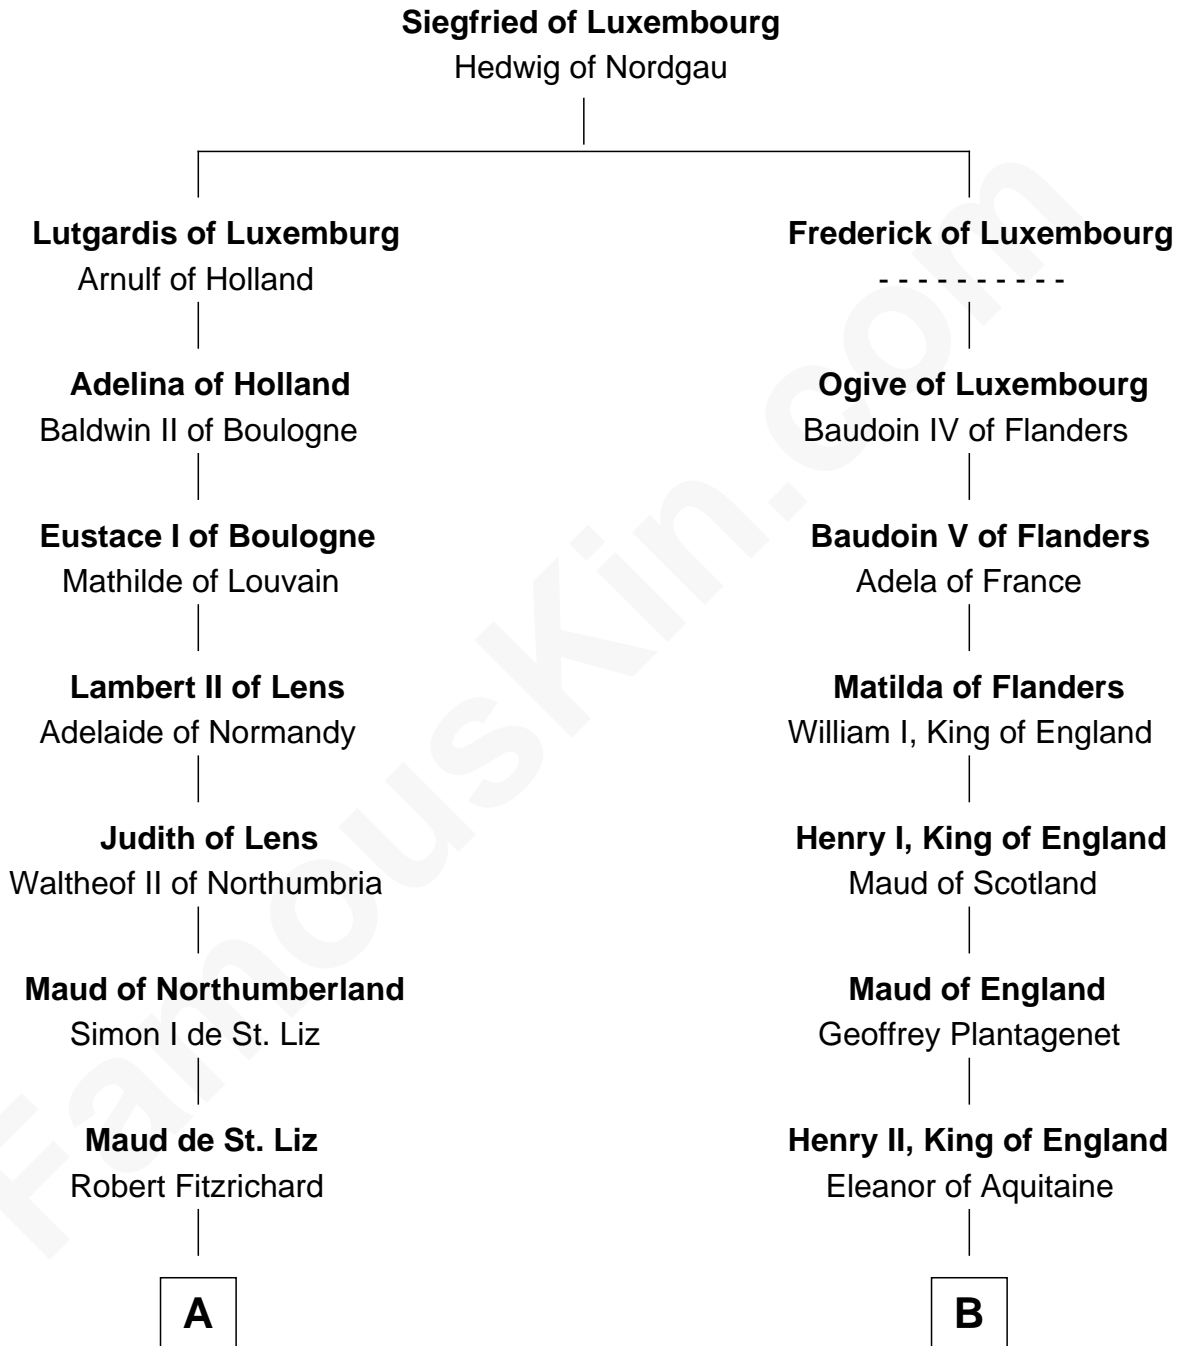 Siegfried of Luxembourg
Hedwig of Nordgau
Lutgardis of Luxemburg
Arnulf of Holland
Frederick of Luxembourg
- - - - - - - - - -
Adelina of Holland
Baldwin II of Boulogne
Ogive of Luxembourg
Baudoin IV of Flanders
Eustace I of Boulogne
Mathilde of Louvain
Baudoin V of Flanders
Adela of France
Lambert II of Lens
Adelaide of Normandy
Matilda of Flanders
William I, King of England
Judith of Lens
Waltheof II of Northumbria
Henry I, King of England
Maud of Scotland
Maud of Northumberland
Simon I de St. Liz
Maud of England
Geoffrey Plantagenet
Maud de St. Liz
Robert Fitzrichard
Henry II, King of England
Eleanor of Aquitaine
A
B
FamousKin.com